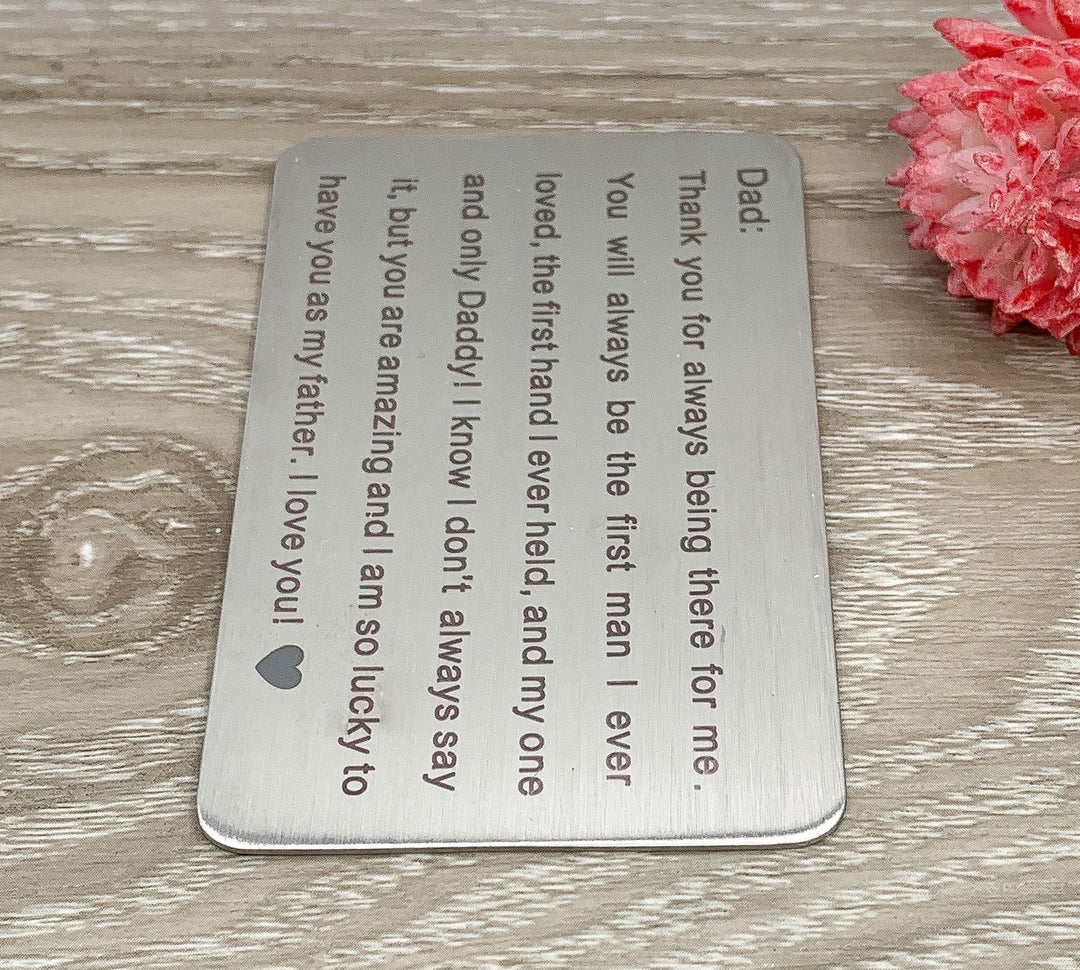 Dad:
Thank you for always being there for me.
You will always be the first man I ever
loved, the first hand I ever held, and my one
and only Daddy! I know I don't always say
it, but you are amazing and I am so lucky to
have you as my father. I love you! ♥